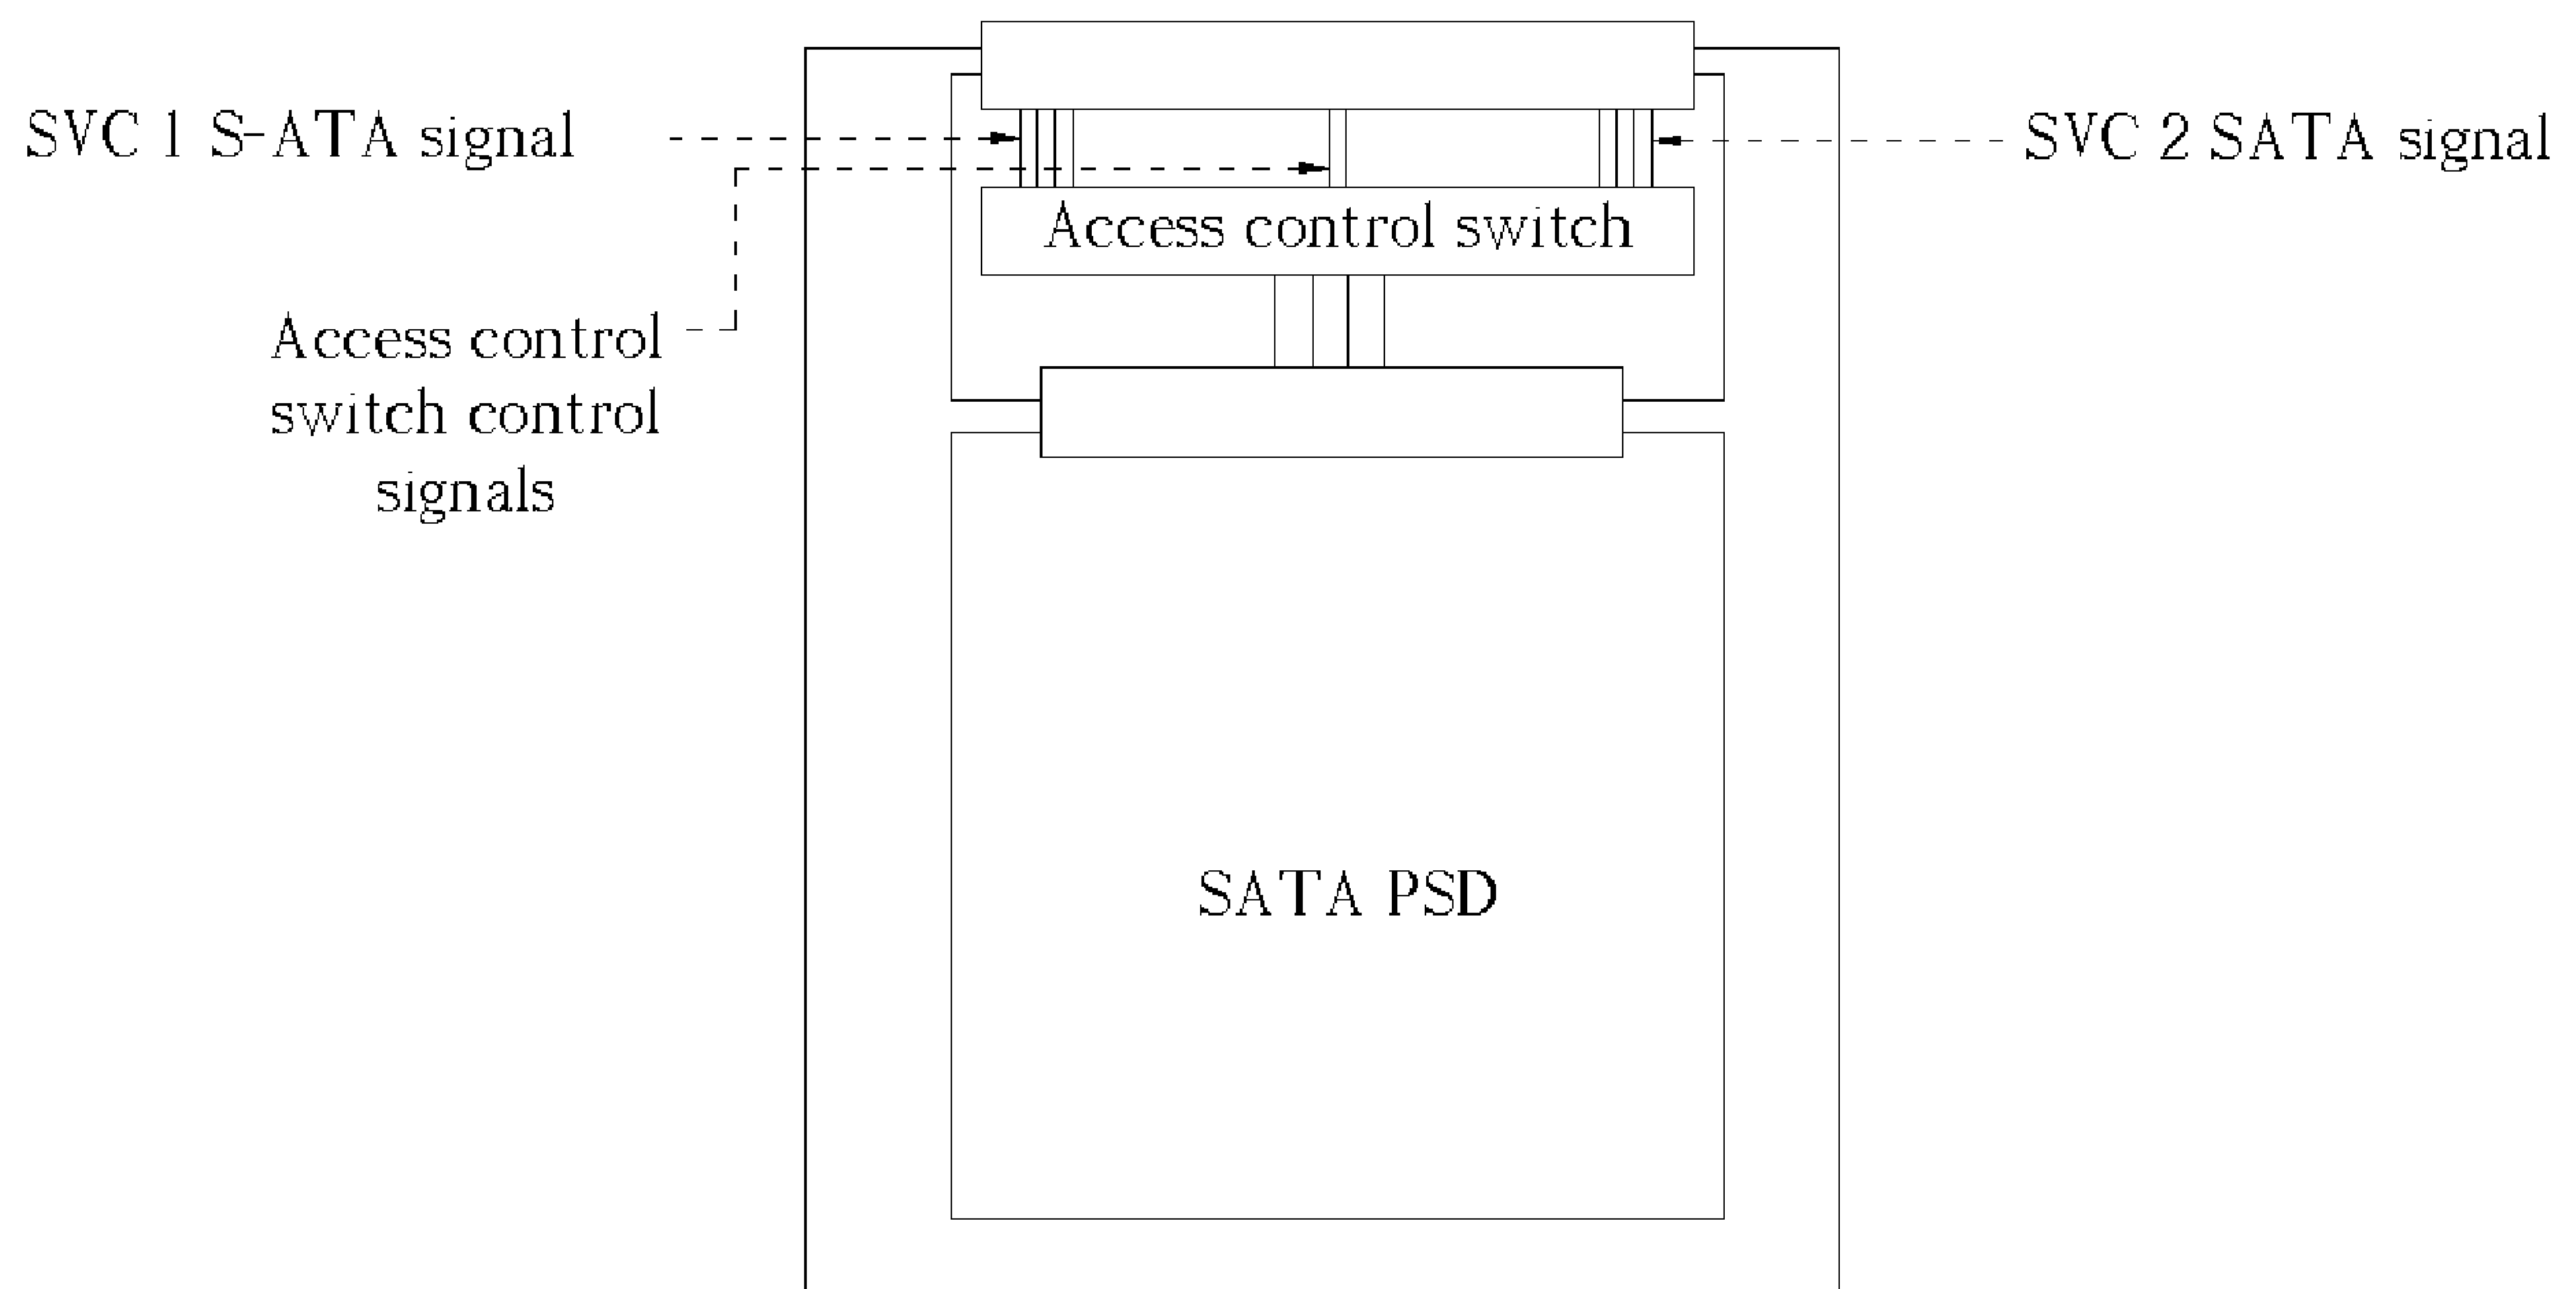 SVC 1 S-ATA signal
SVC 2 SATA signal
Access control switch
Access control
switch control
signals
SATA PSD